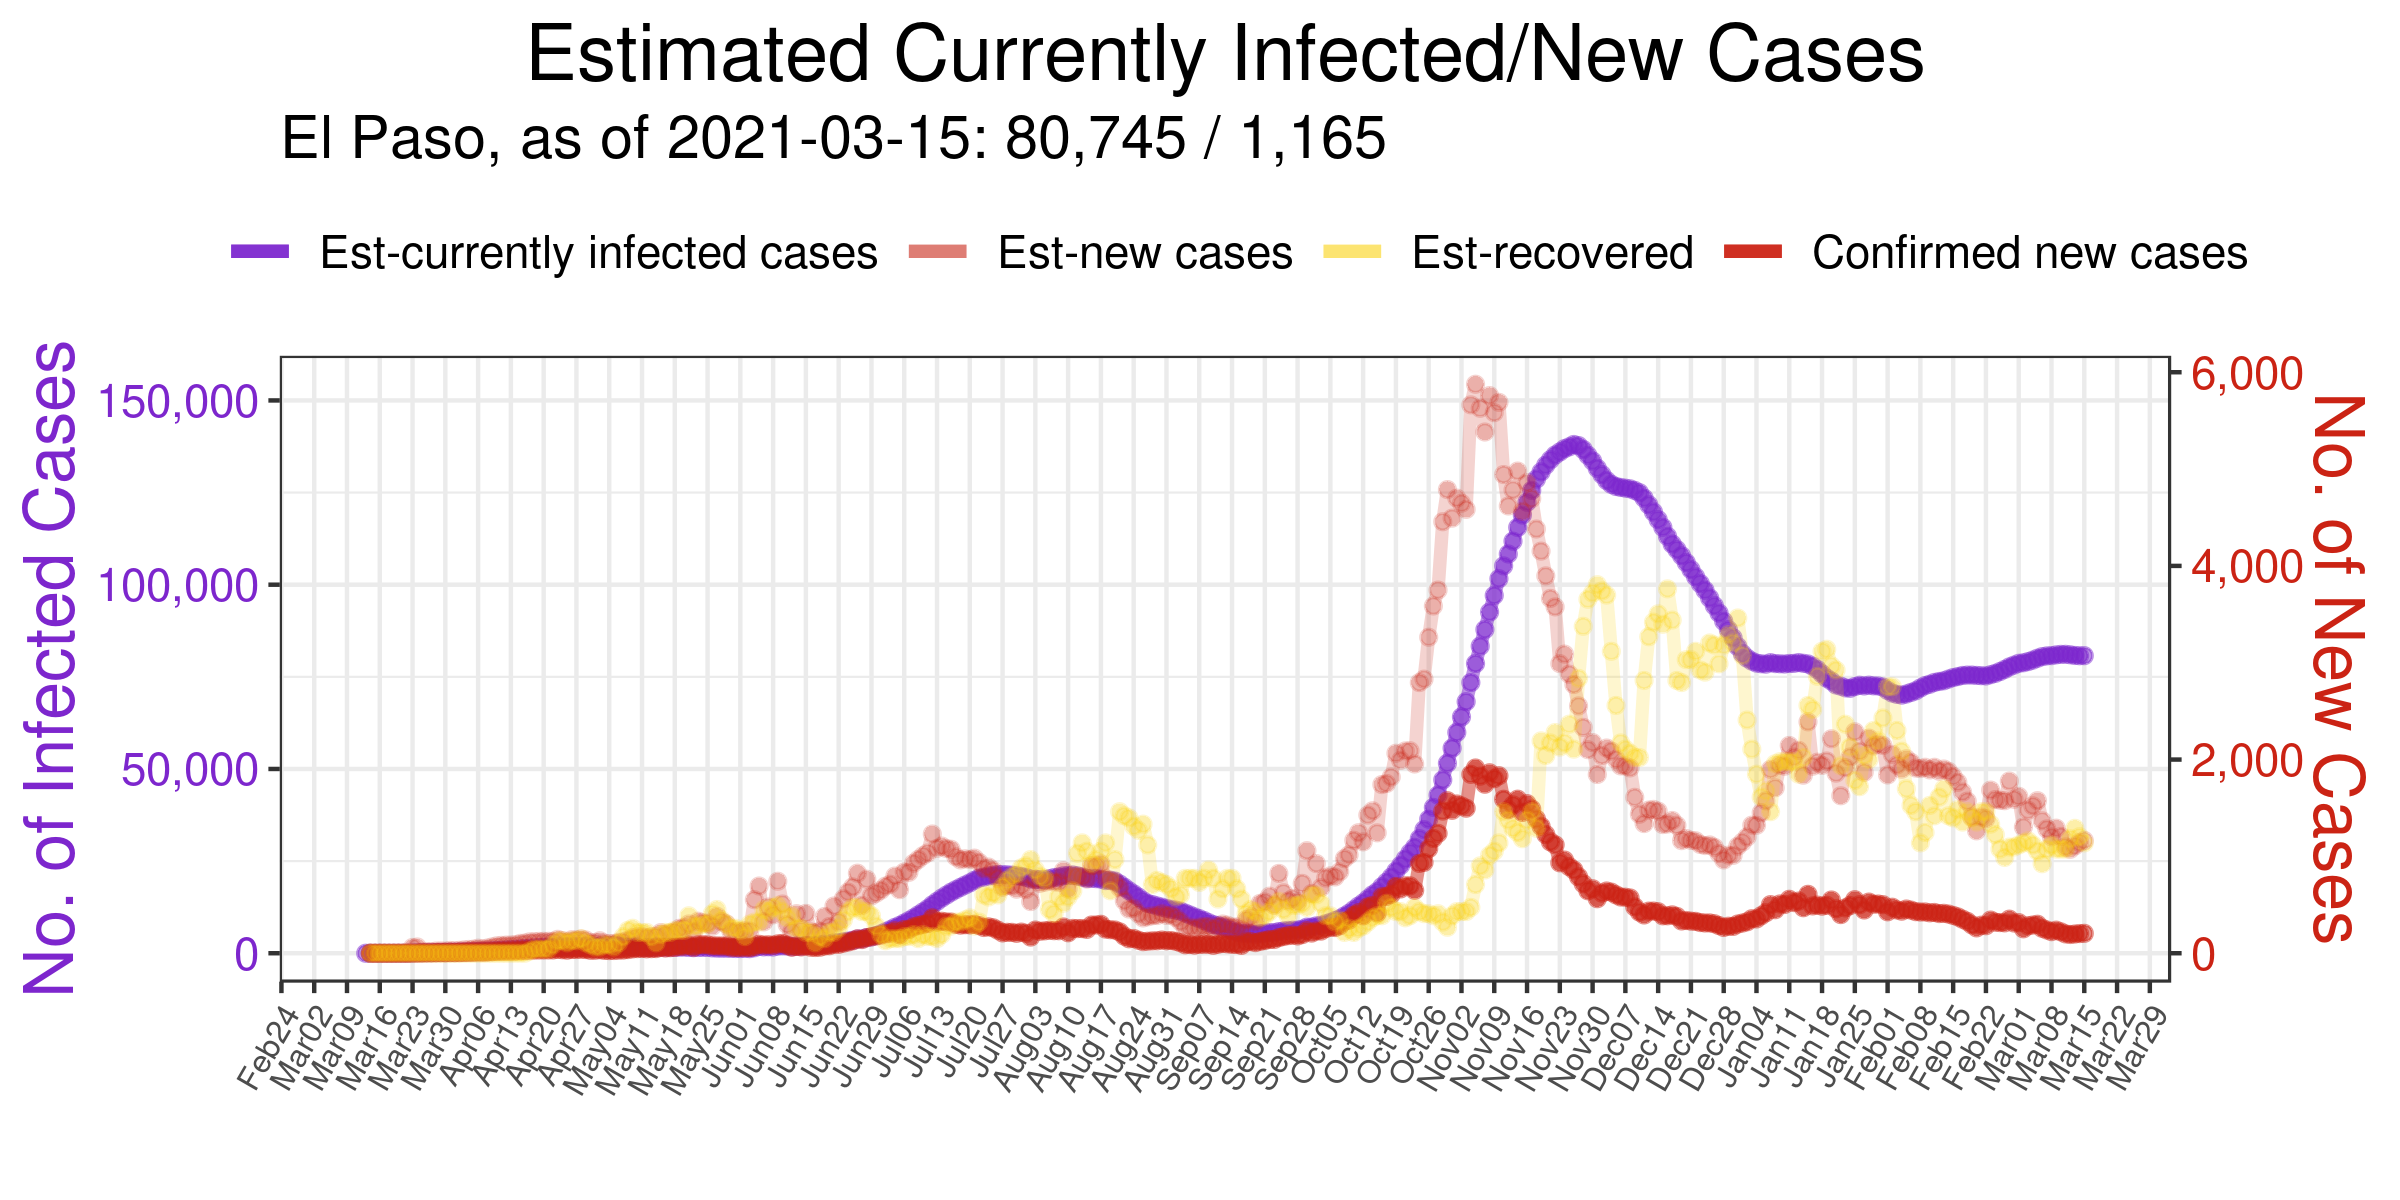 Estimated Currently Infected/New Cases
El Paso, as of 2021-03-15: 80,745 / 1,165
Est-currently infected cases Est-new cases Est-recovered Confirmed new cases
No. of Infected Cases
150,000
100,000
50,000
0
6,000
4,000
2,000
0
No. of New Cases
Feb24 Mar02 Mar09 Mar16 Mar23 Mar30 Apr06 Apr13 Apr20 Apr27 May04 May11 May18 May25 Jun01 Jun08 Jun15 Jun22 Jun29 Jul06 Jul13 Jul20 Jul27 Aug03 Aug10 Aug17 Aug24 Aug31 Sep07 Sep14 Sep21 Sep28 Oct05 Oct12 Oct19 Oct26 Nov02 Nov09 Nov16 Nov23 Nov30 Dec07 Dec14 Dec21 Dec28 Jan04 Jan11 Jan18 Jan25 Feb01 Feb08 Feb15 Feb22 Mar01 Mar08 Mar15 Mar22 Mar29